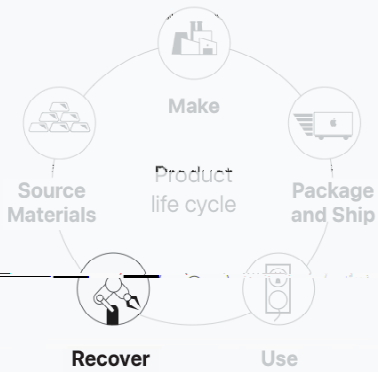 Make
Source
Materials
Product
life cycle
Package
and Ship
Recover
Use